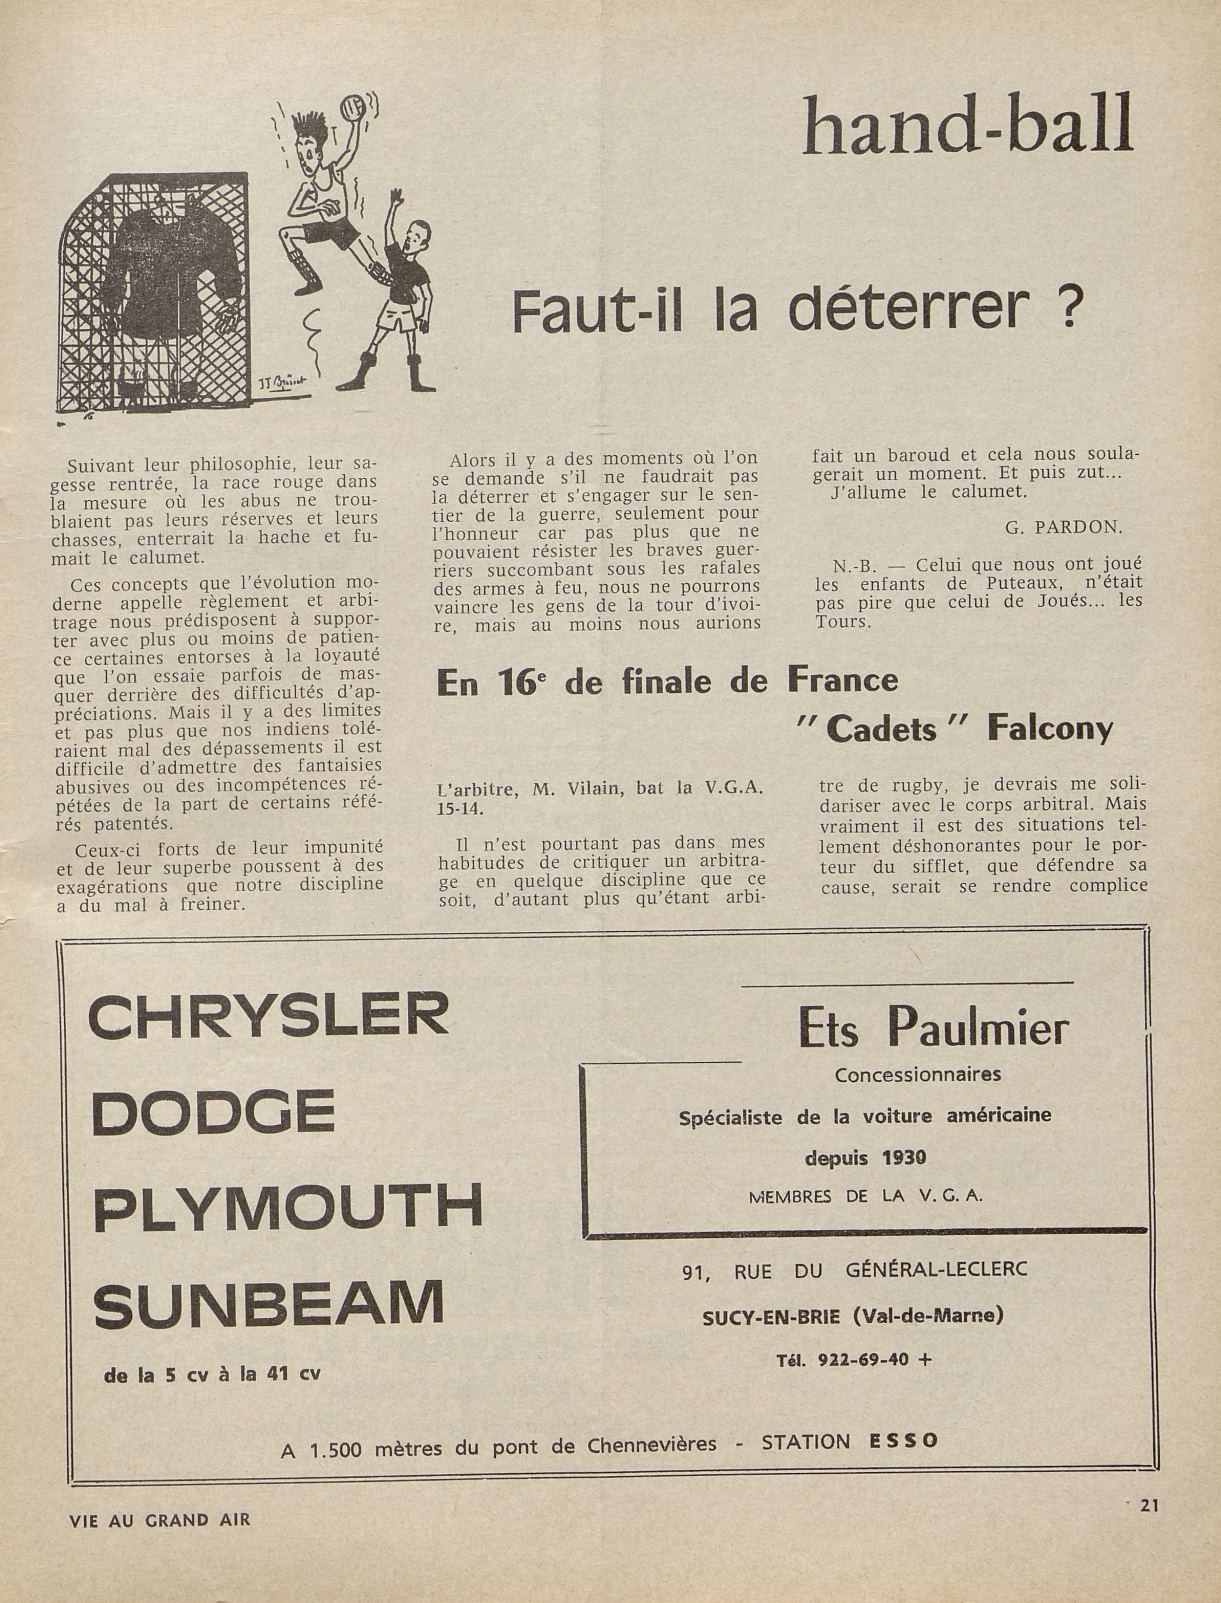 hand-ball
Faut-il la déterrer ?
Suivant leur philosophie, leur sa-
gesse rentrée, la race rouge dans
la mesure où les abus ne trou-
blaient pas leurs réserves et leurs
chasses, enterrait la hache et fu-
mait le calumet.
Ces concepts que l'évolution mo-
derne appelle règlement et arbi-
trage nous prédisposent à suppor-
ter avec plus ou moins de patien-
ce certaines entorses à la loyauté
que l'on essaie parfois de mas-
quer derrière des difficultés d'ap-
préciations. Mais il y a des limites
et pas plus que nos indiens tolé-
raient mal des dépassements il est
difficile d'admettre des fantaisies
abusives ou des incompétences ré-
pétées de la part de certains réfé-
rés patentés.
Ceux-ci forts de leur impunité
et de leur superbe poussent à des
exagérations que notre discipline
a du mal à freiner.
Alors il y a des moments où l'on
se demande s'il ne faudrait pas
la déterrer et s'engager sur le sen-
tier de la guerre, seulement pour
l'honneur car pas plus que ne
pouvaient résister les braves guer-
riers succombant sous les rafales
des armes à feu, nous ne pourrons
vaincre les gens de la tour d'ivoi-
re, mais au moins nous aurions
fait un baroud et cela nous soula-
gerait un moment. Et puis zut...
J'allume le calumet.
G. PARDON.
N.-B. — Celui que nous ont joué
les enfants de Puteaux, n'était
pas pire que celui de Joués... les
Tours.
En 16e de finale de France
"Cadets" Falcony
L'arbitre, M. Vilain, bat la V.G.A.
15-14.
Il n'est pourtant pas dans mes
habitudes de critiquer un arbitra-
ge en quelque discipline que ce
soit, d'autant plus qu'étant arbi-
tre de rugby, je devrais me soli-
dariser avec le corps arbitral. Mais
vraiment il est des situations tel-
lement déshonorantes pour le por-
teur du sifflet, que défendre sa
cause, serait se rendre complice
CHRYSLER
DODGE
PLYMOUTH
SUNBEAM
de la 5 cv à la 41 cv
Ets Paulmier
Concessionnaires
Spécialiste de la voiture américaine
depuis 1930
MEMBRES DE LA V.G.A.
91, RUE DU GÉNÉRAL-LECLERC
SUCY-EN-BRIE (Val-de-Marne)
Tél. 922-69-40 +
A 1.500 mètres du pont de Chennevières - STATION ESSO
VIE AU GRAND AIR
21